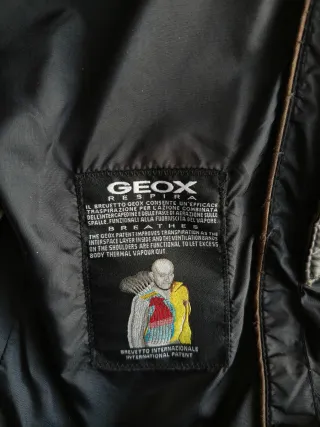 GEOX
RESPIRA
IL BREVETTO GEOX CONSENTE UN'EFFICACE
TRASPIRAZIONE PER L'AZIONE COMBINATA
DELL'INTERCAPEDINE E DELLE FASCE DI AERAZIONE SULLE
SPALLE, FUNZIONALI ALLA FUORIUSCITA DEL VAPORE.
BREATHES
THE GEOX PATENT IMPROVES TRANSPIRATION AS THE
INTERSPACE LAYER INSIDE AND THE VENTILATION BANDS
ON THE SHOULDERS ARE FUNCTIONAL TO LET EXCESS
BODY THERMAL VAPOUR OUT.
BREVETTO INTERNAZIONALE
INTERNATIONAL PATENT